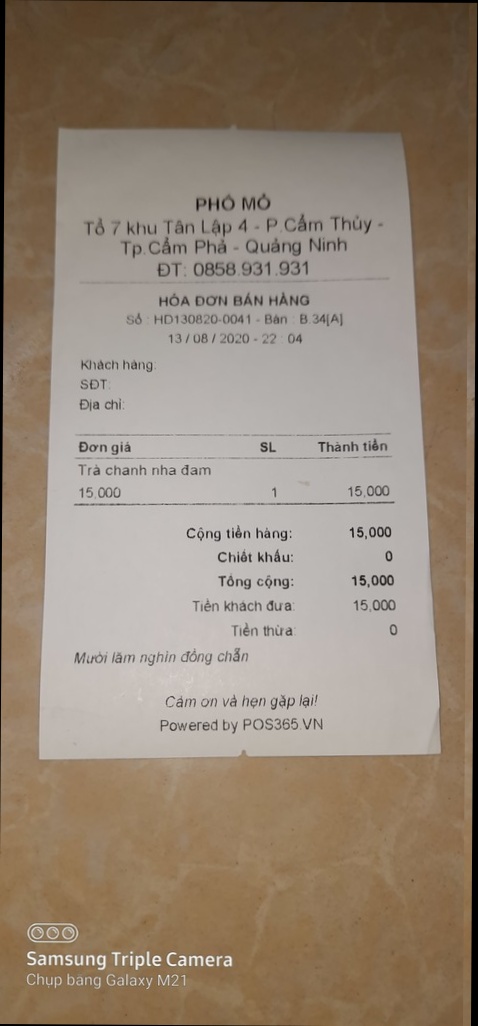 PHỐ MỎ
Tổ 7 khu Tân Lập 4 - P.Cẩm Thủy -
Tp.Cẩm Phả - Quảng Ninh
ĐT: 0858.931.931
HÓA ĐƠN BÁN HÀNG
Số : HD130820-0041 - Bàn : B.34[A]
13 / 08 / 2020 - 22 : 04
Khách hàng:
SĐT:
Địa chỉ:
Đơn giá SL Thành tiền
Trà chanh nha đam
15,000 1 15,000
Cộng tiền hàng: 15,000
Chiết khấu: 0
Tổng cộng: 15,000
Tiền khách đưa: 15,000
Tiền thừa: 0
Mười lăm nghìn đồng chẵn
Cảm ơn và hẹn gặp lại!
Powered by POS365.VN
Samsung Triple Camera
Chụp bằng Galaxy M21